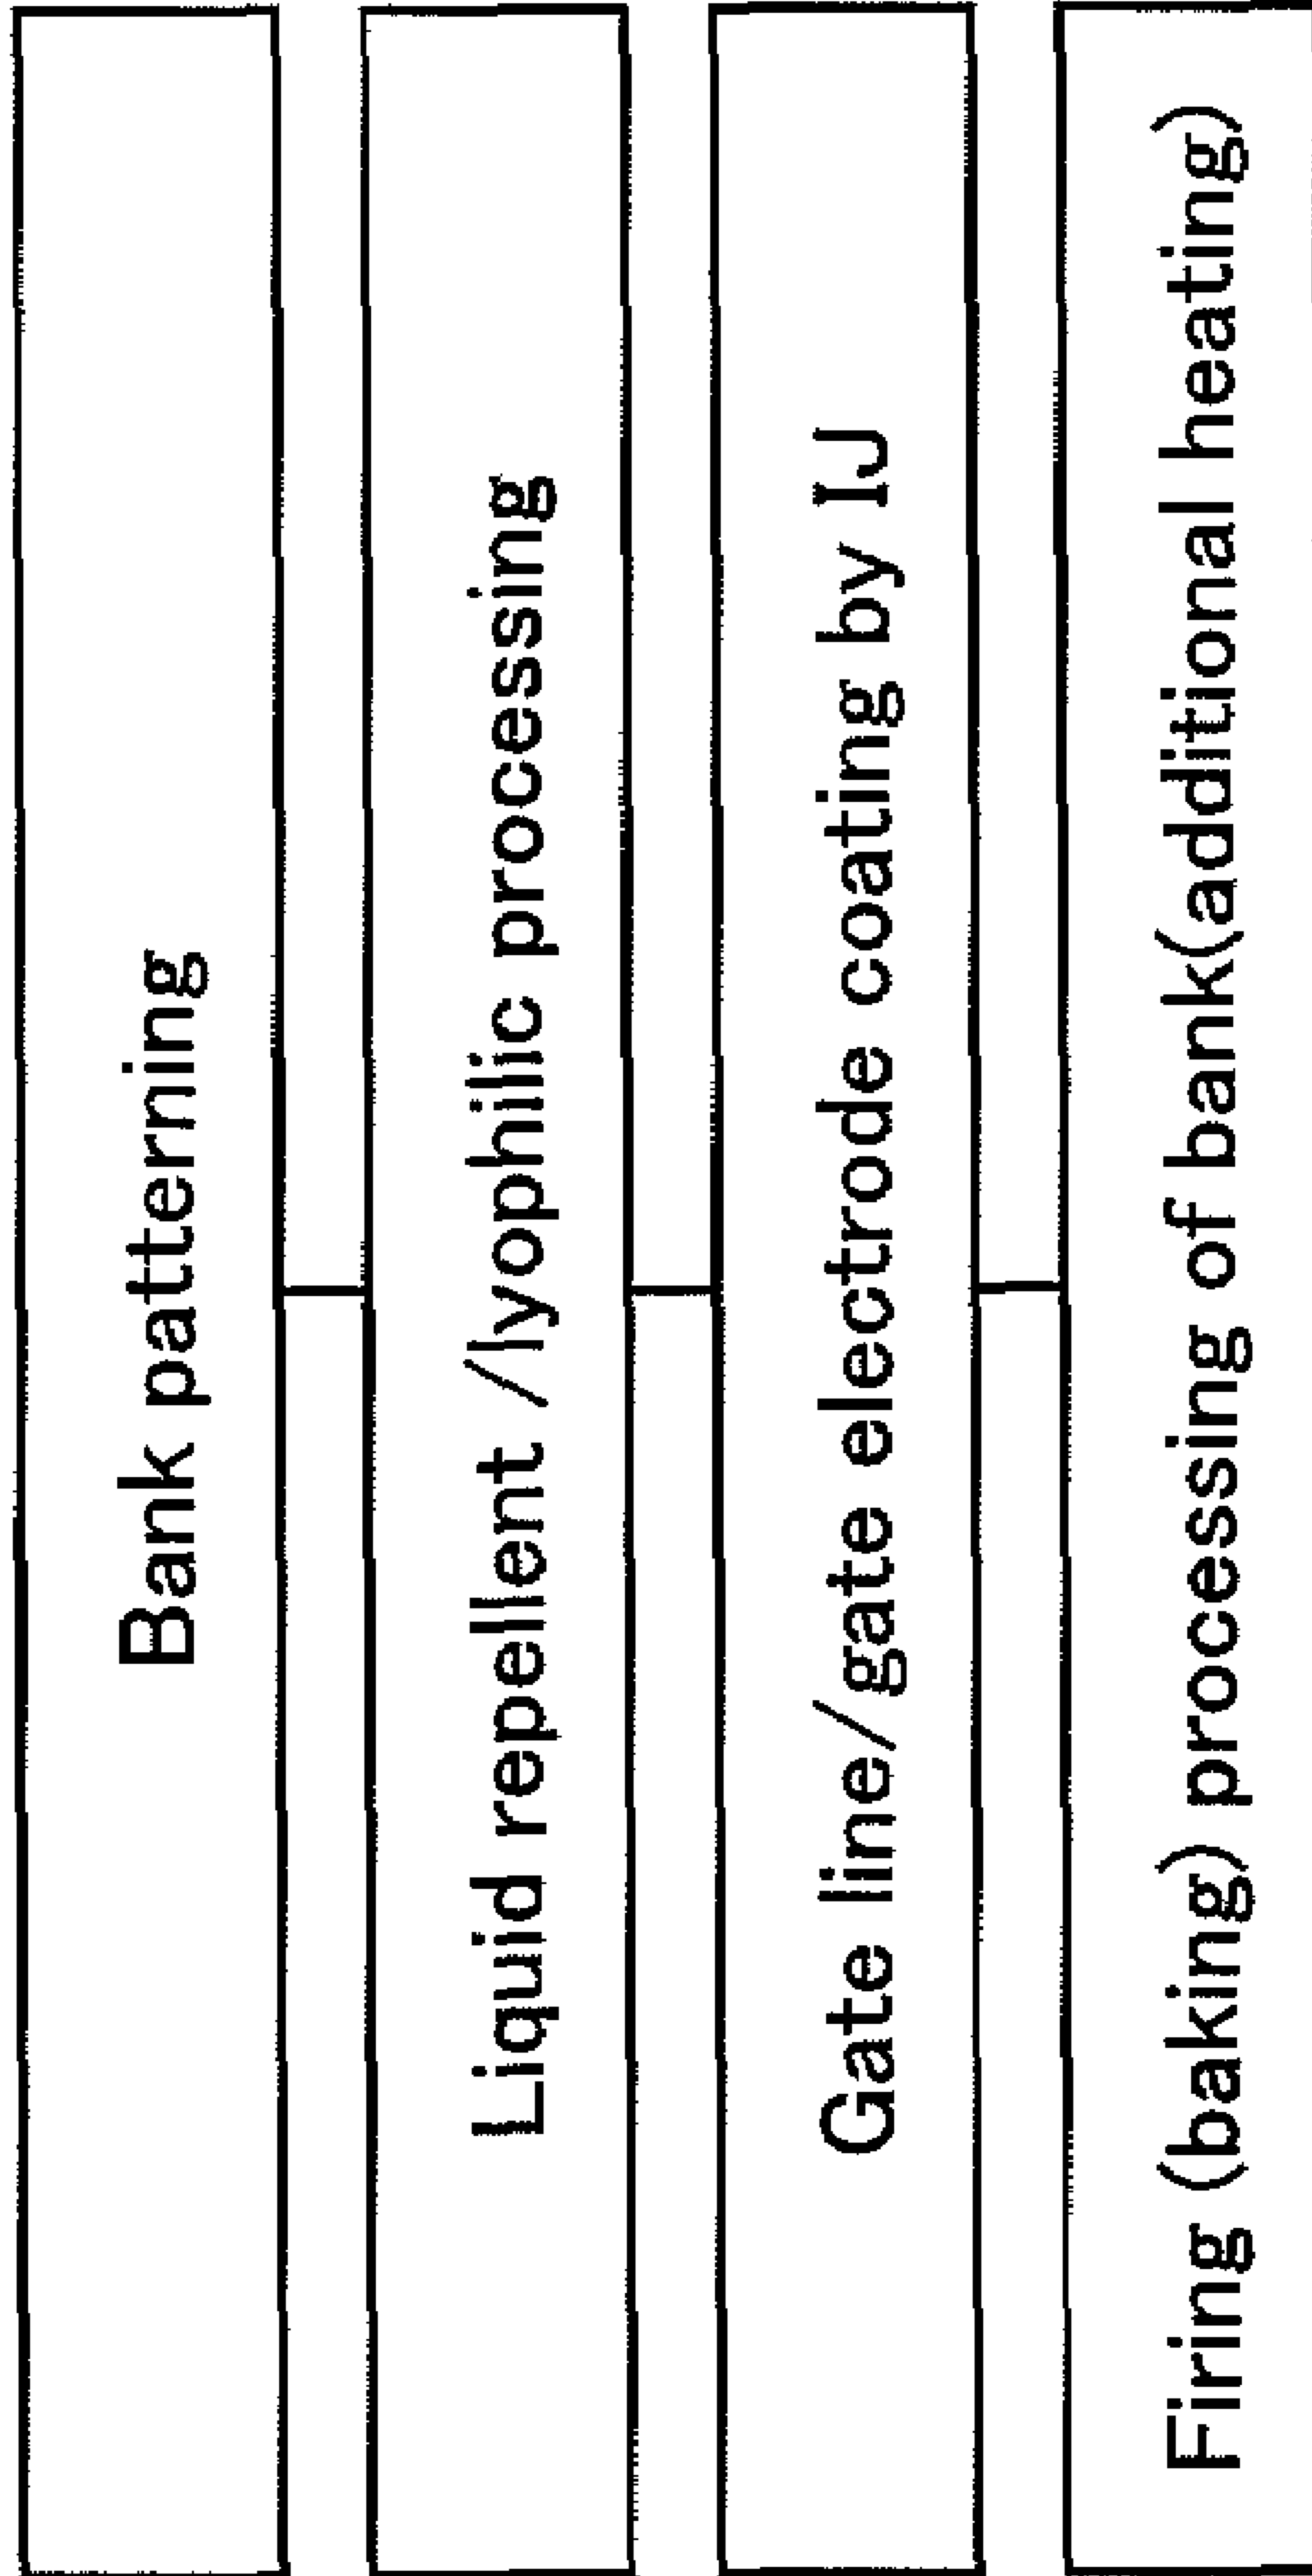 Bank patterning
Liquid repellent /lyophilic processing
Gate line/gate electrode coating by IJ
Firing (baking) processing of bank(additional heating)